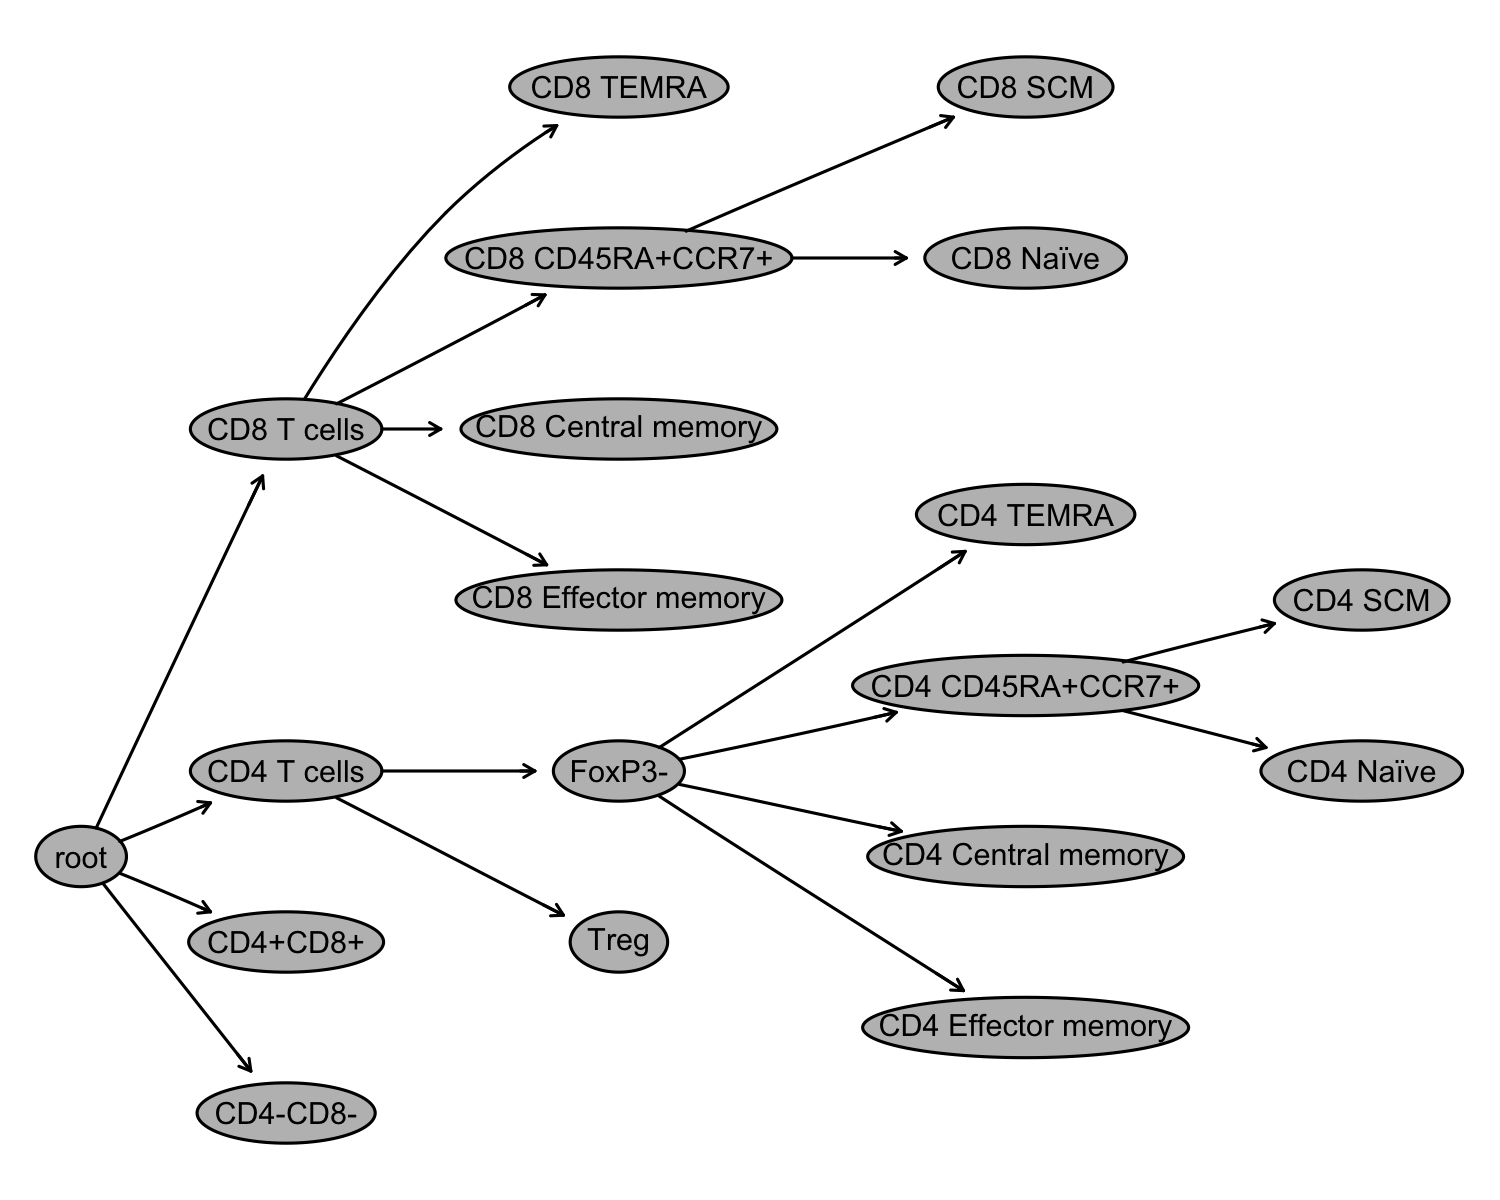 CD8 TEMRA
CD8 SCM
CD8 CD45RA+CCR7+
CD8 Naïve
CD8 T cells
CD8 Central memory
CD4 TEMRA
CD8 Effector memory
CD4 SCM
CD4 CD45RA+CCR7+
CD4 T cells
FoxP3-
CD4 Naïve
root
CD4 Central memory
CD4+CD8+
Treg
CD4 Effector memory
CD4-CD8-